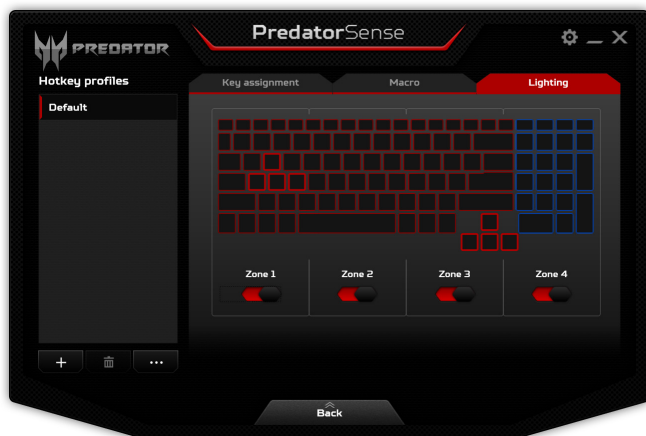 PREDATOR
PredatorSense
Hotkey profiles
Default
Key assignment
Macro
Lighting
Zone 1
Zone 2
Zone 3
Zone 4
Back